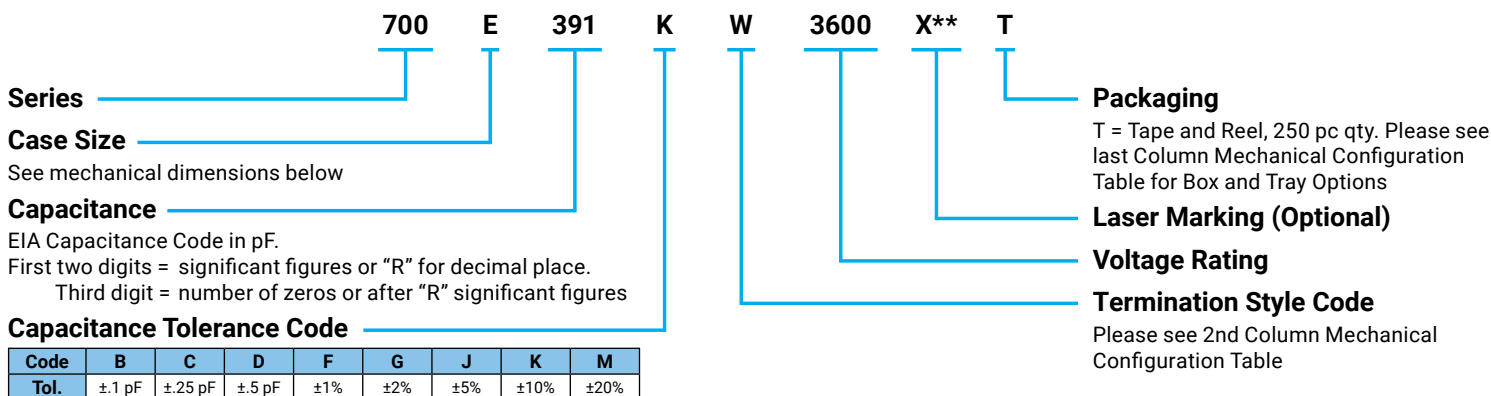 700 E 391 K W 3600 X** T
Series
Case Size
See mechanical dimensions below
Capacitance
EIA Capacitance Code in pF.
First two digits = significant figures or “R” for decimal place.
Third digit = number of zeros or after “R” significant figures
Capacitance Tolerance Code
Code B C D F G J K M
Tol. ±.1 pF ±.25 pF ±.5 pF ±1% ±2% ±5% ±10% ±20%
Packaging
T = Tape and Reel, 250 pc qty. Please see
last Column Mechanical Configuration
Table for Box and Tray Options
Laser Marking (Optional)
Voltage Rating
Termination Style Code
Please see 2nd Column Mechanical
Configuration Table